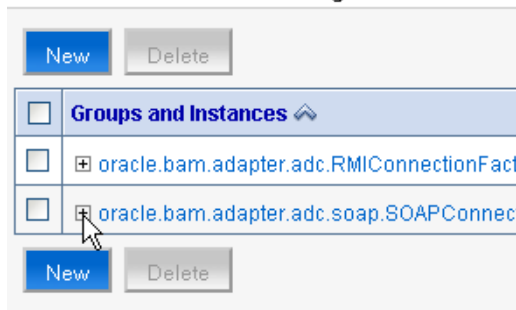 New Delete
Groups and Instances
oracle.bam.adapter.adc.RMIConnectionFact
oracle.bam.adapter.adc.soap.SOAPConnec
New Delete